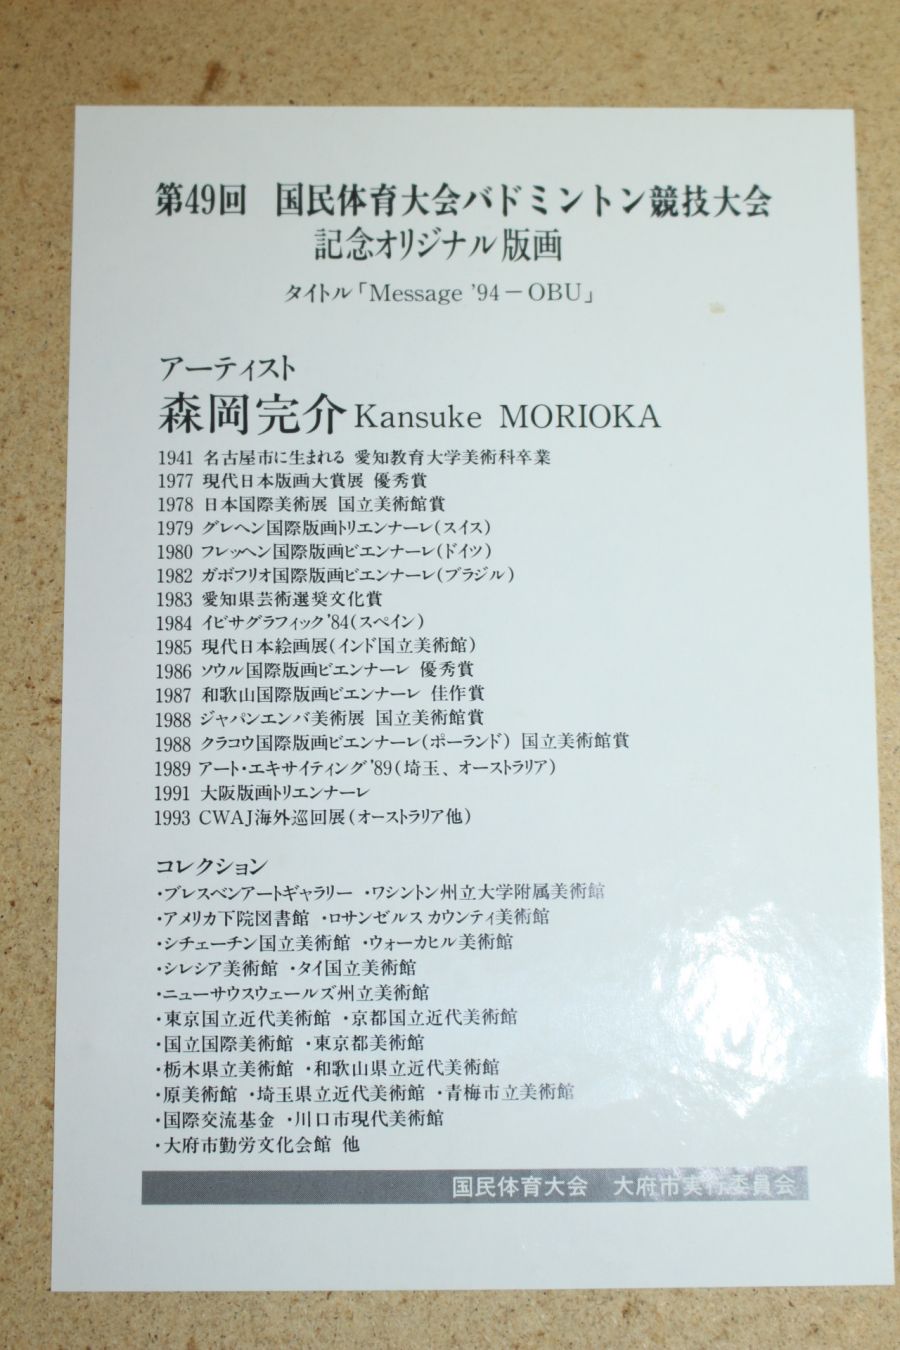 第49回 国民体育大会バドミントン競技大会
記念オリジナル版画
タイトル「Message ’94－OBU」
アーティスト
森岡完介 Kansuke MORIOKA
1941 名古屋市に生まれる 愛知教育大学美術科卒業
1977 現代日本版画大賞展 優秀賞
1978 日本国際美術展 国立美術館賞
1979 グレヘン国際版画トリエンナーレ(スイス)
1980 フレッヘン国際版画ビエンナーレ(ドイツ)
1982 ガボフリオ国際版画ビエンナーレ(ブラジル)
1983 愛知県芸術選奨文化賞
1984 イビサグラフィック’84(スペイン)
1985 現代日本絵画展(インド国立美術館)
1986 ソウル国際版画ビエンナーレ 優秀賞
1987 和歌山国際版画ビエンナーレ 佳作賞
1988 ジャパンエンバ美術展 国立美術館賞
1988 クラコウ国際版画ビエンナーレ(ポーランド) 国立美術館賞
1989 アート・エキサイティング’89(埼玉、オーストラリア)
1991 大阪版画トリエンナーレ
1993 CWAJ海外巡回展(オーストラリア他)
コレクション
・ブレスベンアートギャラリー ・ワシントン州立大学附属美術館
・アメリカ下院図書館 ・ロサンゼルス カウンティ美術館
・シチェーチン国立美術館 ・ウォーカヒル美術館
・シレシア美術館 ・タイ国立美術館
・ニューサウスウェールズ州立美術館
・東京国立近代美術館 ・京都国立近代美術館
・国立国際美術館 ・東京都美術館
・栃木県立美術館 ・和歌山県立近代美術館
・原美術館 ・埼玉県立近代美術館 ・青梅市立美術館
・国際交流基金 ・川口市現代美術館
・大府市勤労文化会館 他
国民体育大会 大府市実行委員会